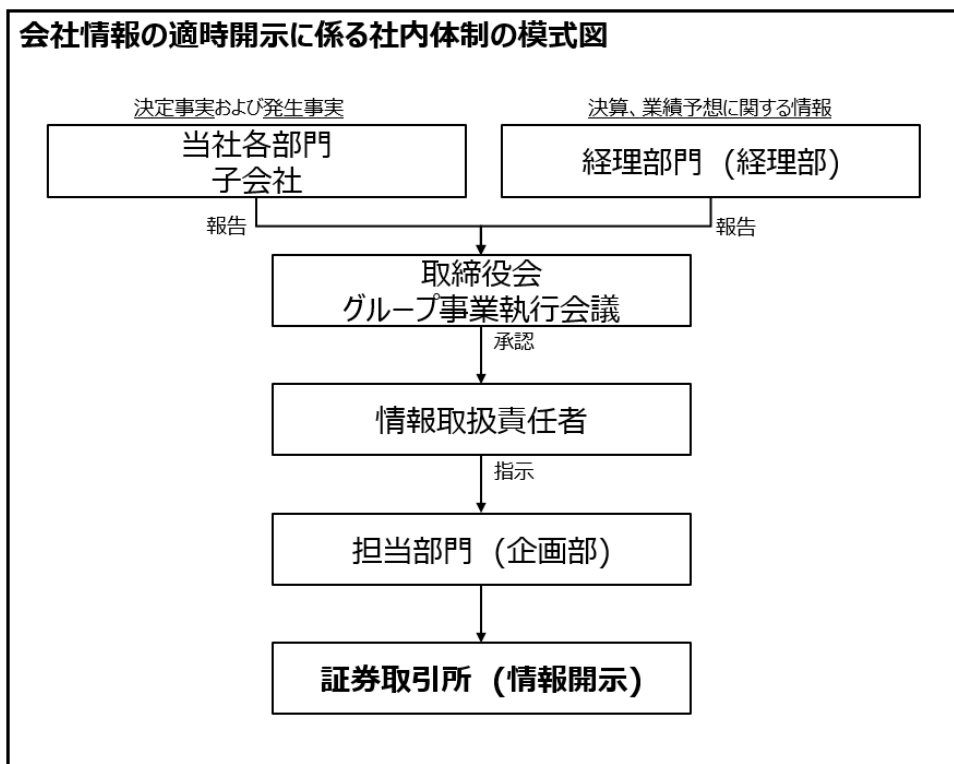 会社情報の適時開示に係る社内体制の模式図
決定事実および発生事実
当社各部門
子会社
決算、業績予想に関する情報
経理部門 (経理部)
報告
報告
取締役会
グループ事業執行会議
承認
情報取扱責任者
指示
担当部門 (企画部)
証券取引所 (情報開示)